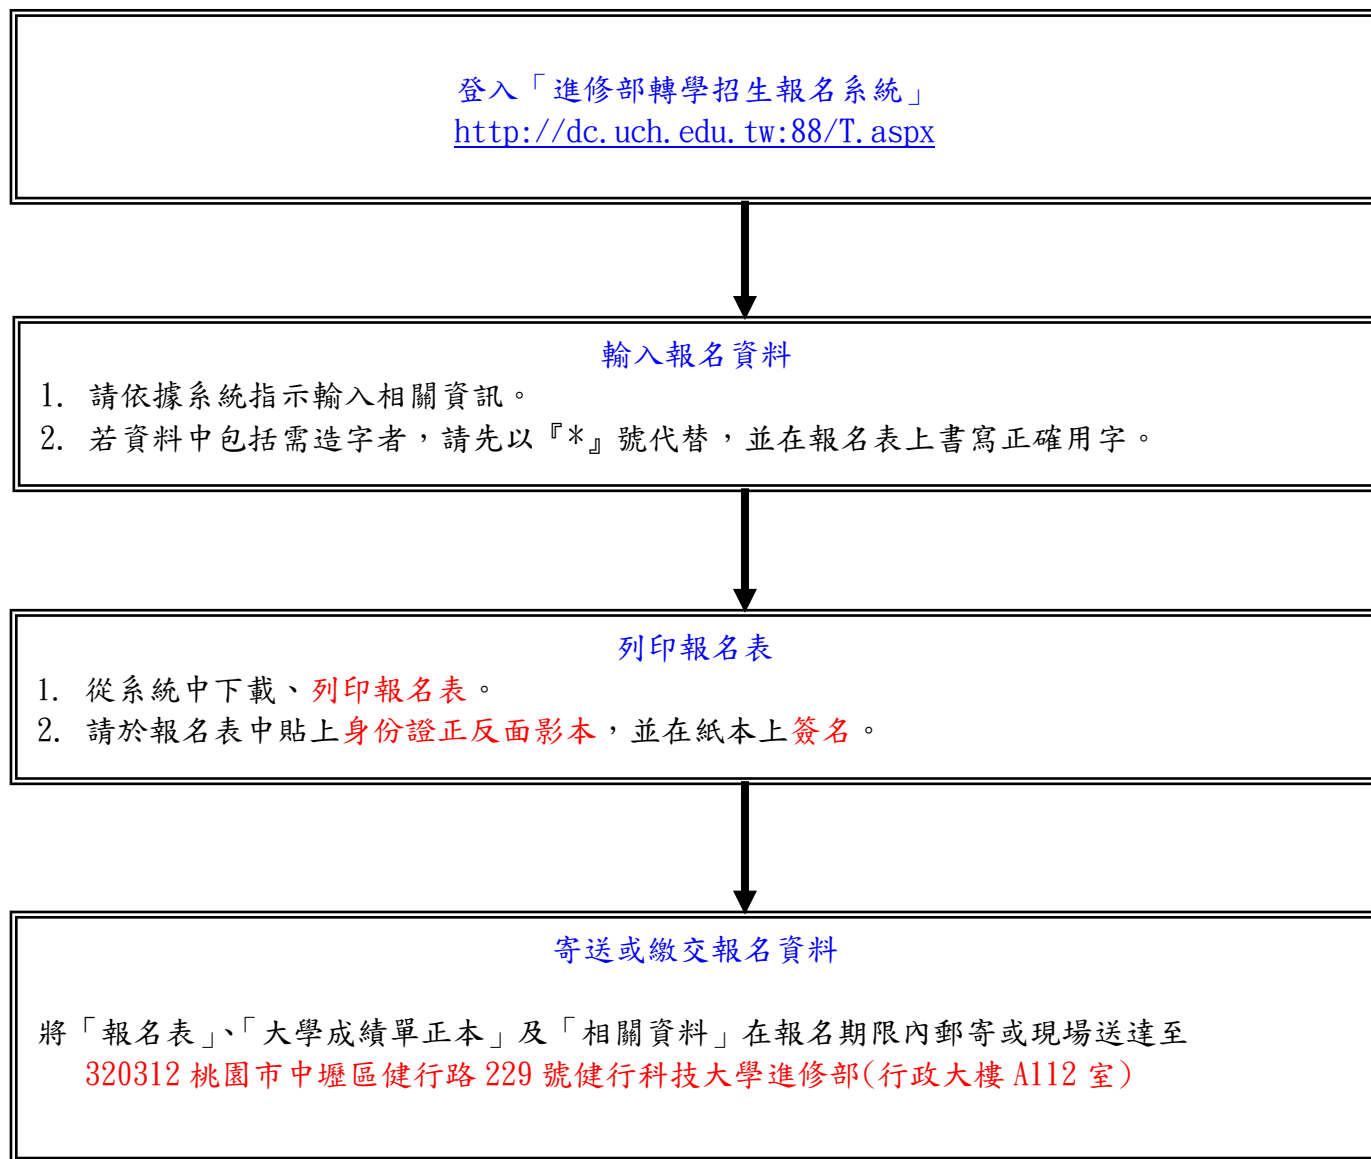 登入「進修部轉學招生報名系統」
http://dc.uch.edu.tw:88/T.aspx
輸入報名資料
1. 請依據系統指示輸入相關資訊。
2. 若資料中包括需造字者，請先以『*』號代替，並在報名表上書寫正確用字。
列印報名表
1. 從系統中下載、列印報名表。
2. 請於報名表中貼上身份證正反面影本，並在紙本上簽名。
寄送或繳交報名資料
將「報名表」、「大學成績單正本」及「相關資料」在報名期限內郵寄或現場送達至
320312 桃園市中壢區健行路 229 號健行科技大學進修部(行政大樓 A112 室)